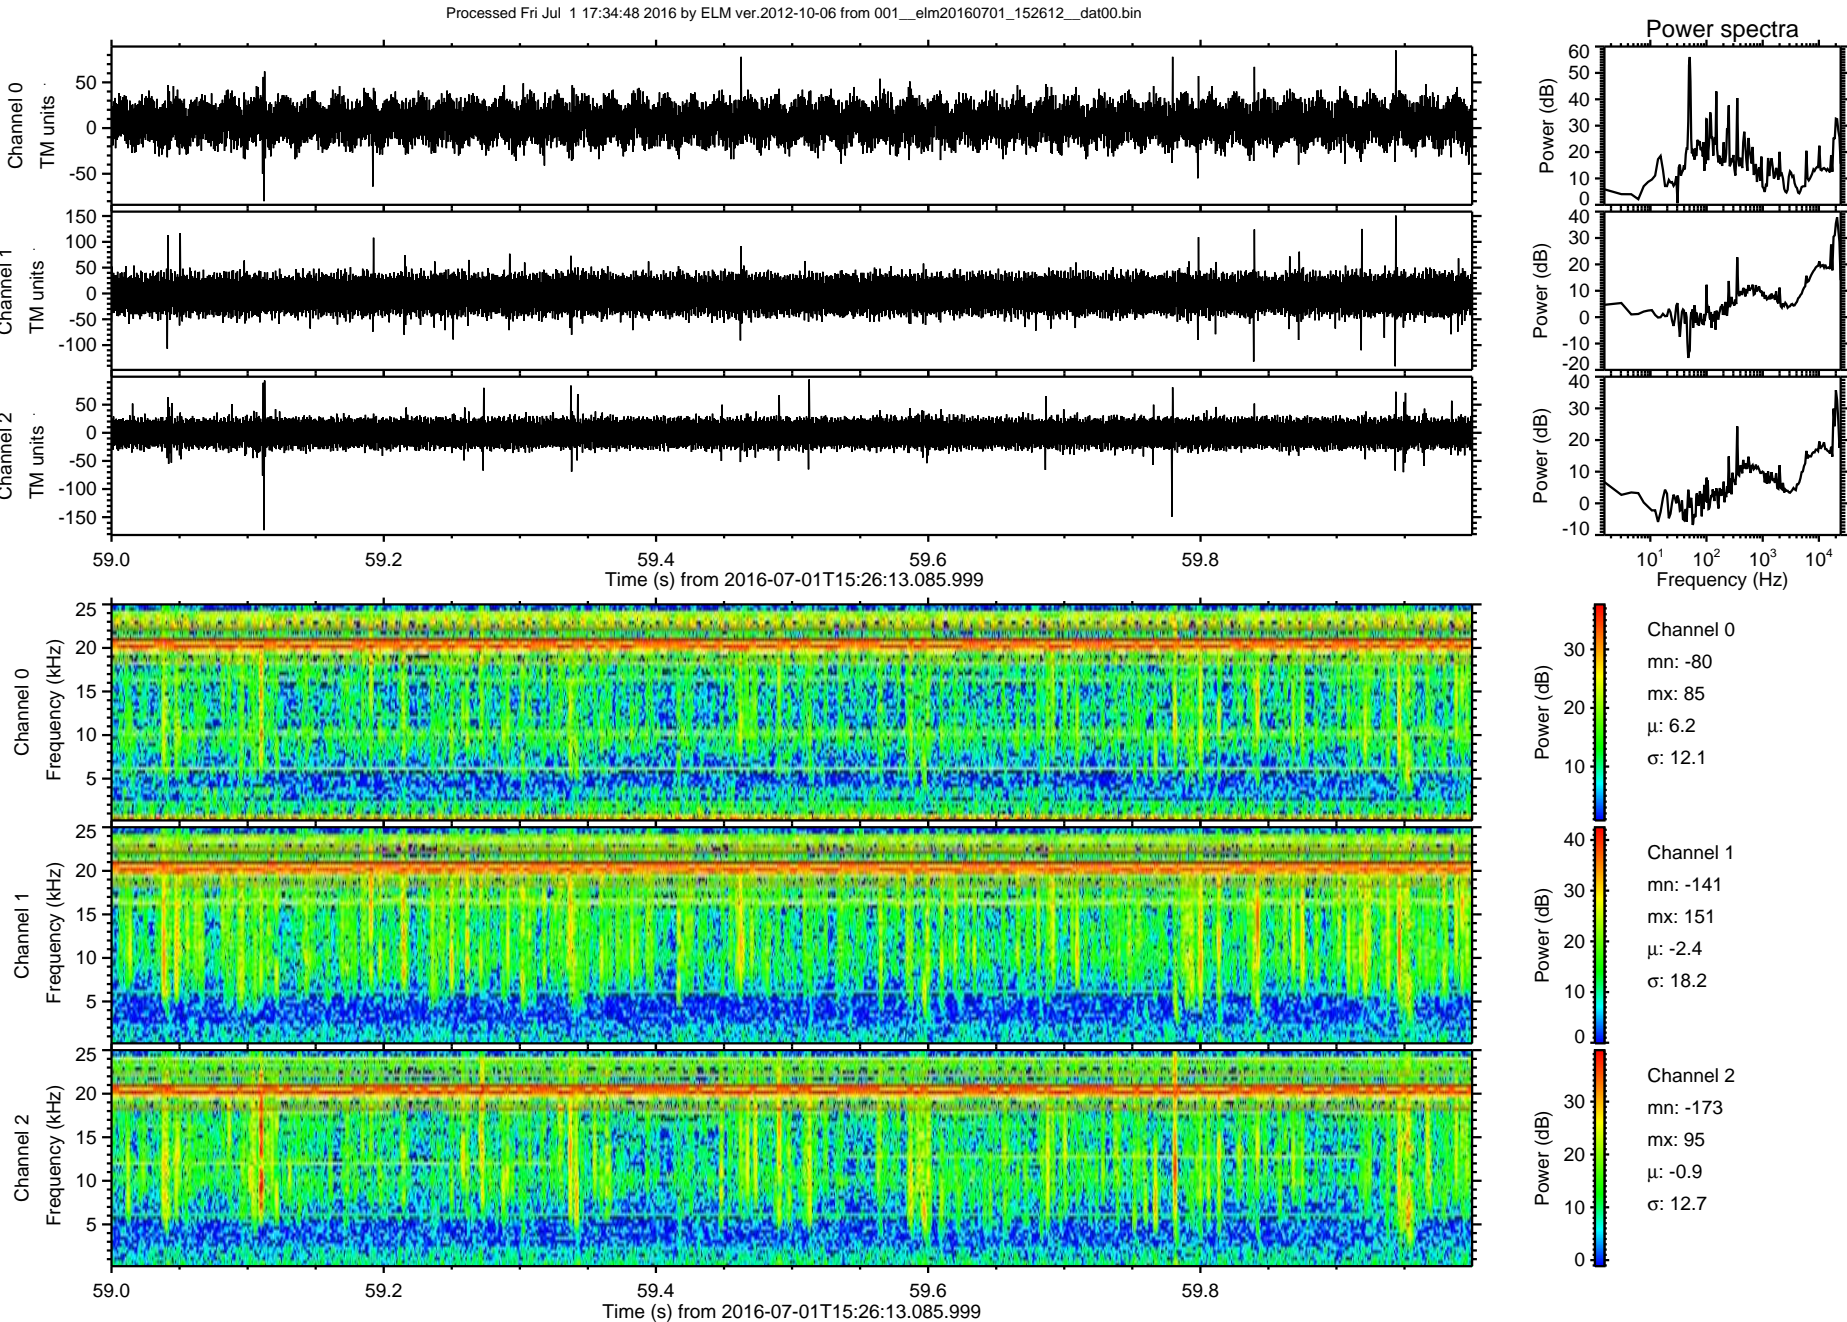 Processed Fri Jul  1 17:34:48 2016 by ELM ver.2012-10-06 from 001__elm20160701_152612__dat00.bin
Power spectra
Channel 0
TM units
50
0
-50
Power (dB)
60
50
40
30
20
10
0
Channel 1
TM units
150
100
50
0
-50
-100
Power (dB)
40
30
20
10
0
-10
-20
Channel 2
TM units
50
0
-50
-100
-150
Power (dB)
40
30
20
10
0
-10
59.0 59.2 59.4 59.6 59.8
Time (s) from 2016-07-01T15:26:13.085.999
10^1 10^2 10^3 10^4
Frequency (Hz)
Channel 0
Frequency (kHz)
25
20
15
10
5
Power (dB)
30
20
10
Channel 0
mn: -80
mx: 85
μ: 6.2
σ: 12.1
Channel 1
Frequency (kHz)
25
20
15
10
5
Power (dB)
40
30
20
10
0
Channel 1
mn: -141
mx: 151
μ: -2.4
σ: 18.2
Channel 2
Frequency (kHz)
25
20
15
10
5
Power (dB)
30
20
10
0
Channel 2
mn: -173
mx: 95
μ: -0.9
σ: 12.7
59.0 59.2 59.4 59.6 59.8
Time (s) from 2016-07-01T15:26:13.085.999